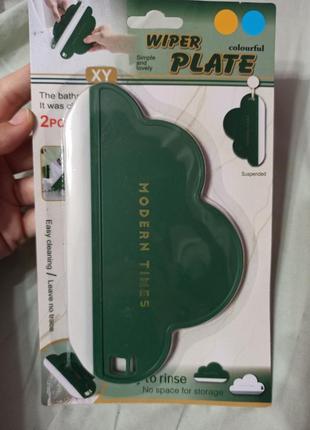 WIPER
Simple
and
lovely
PLATE
colourful
XY
The bath
It was cl
2PC
Suspended
MODERN TIMES
Easy cleaning / Leave no trace
to rinse
No space for storage